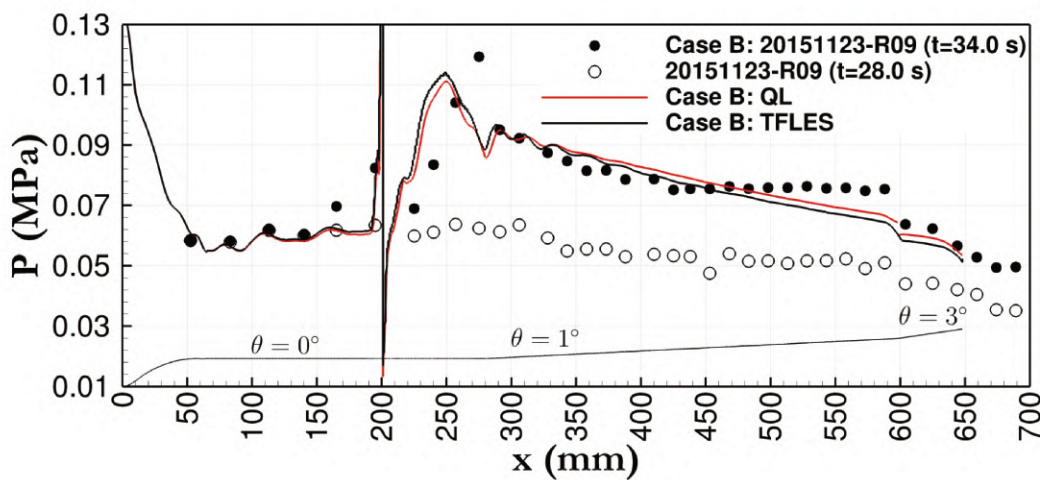 0.13
0.11
0.09
0.07
0.05
0.03
0.01
P (MPa)
Case B: 20151123-R09 (t=34.0 s)
20151123-R09 (t=28.0 s)
Case B: QL
Case B: TFLES
θ = 0°
θ = 1°
θ = 3°
0
50
100
150
200
250
300
350
400
450
500
550
600
650
700
x (mm)